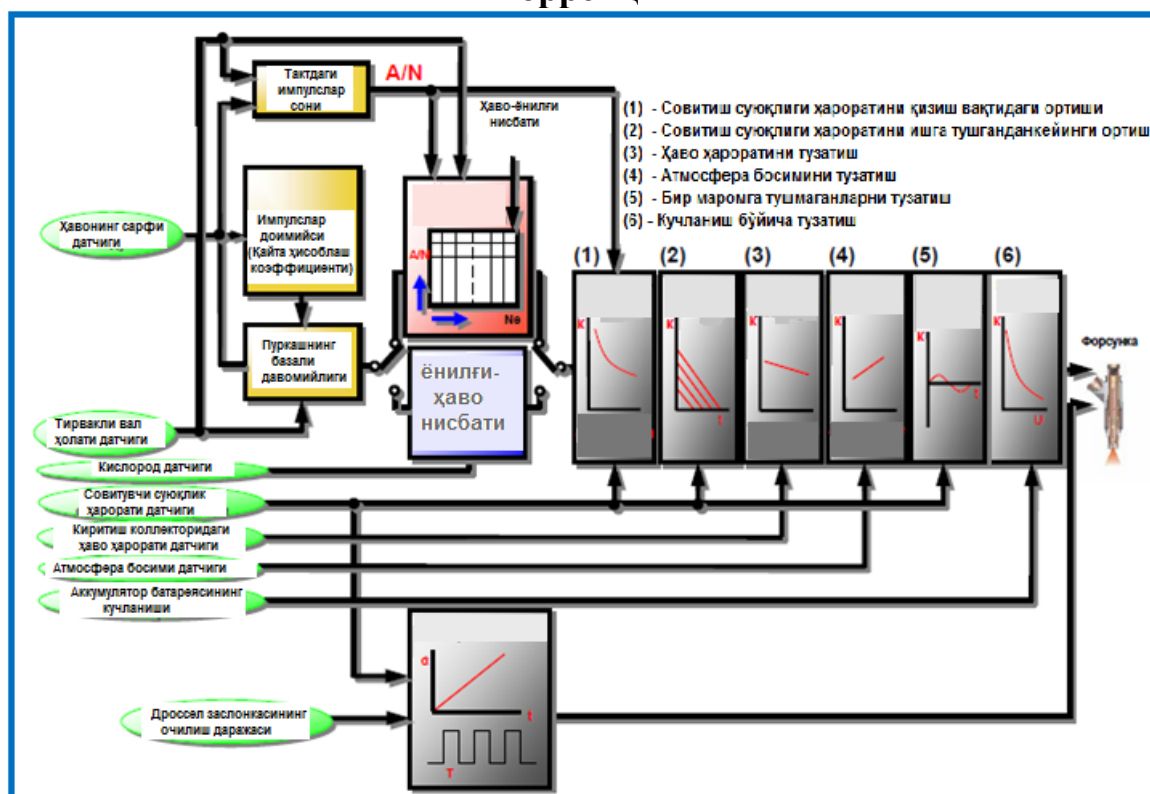 Тактдаги
импулслар
сони
A/N
Ҳаво-ёнилғи
нисбати
(1) - Совитиш суюқлиги ҳароратини қизиш вақтидаги ортиши
(2) - Совитиш суюқлиги ҳароратини ишга тушганданкейинги ортиш
(3) - Ҳаво ҳароратини тузатиш
(4) - Атмосфера босимини тузатиш
(5) - Бир маромга тушмаганларни тузатиш
(6) - Кучланиш бўйича тузатиш
Ҳавонинг сарфи
датчиги
Импулслар
доимийси
(Қайта ҳисоблаш
коэффициенти)
A/N
Ne
(1) (2) (3) (4) (5) (6)
K K K K K K
t
t
U
Форсунка
Пуркашнинг
базали
давомийлиги
ёнилғи-
ҳаво
нисбати
Тирвакли вал
ҳолати датчиги
Кислород датчиги
Совитувчи суюқлик
ҳарорати датчиги
Киритиш коллекторидаги
ҳаво ҳарорати датчиги
Атмосфера босими датчиги
Аккумулятор батареясининг
кучланиши
α
t
T
Дроссел заслонкасининг
очилиш даражаси